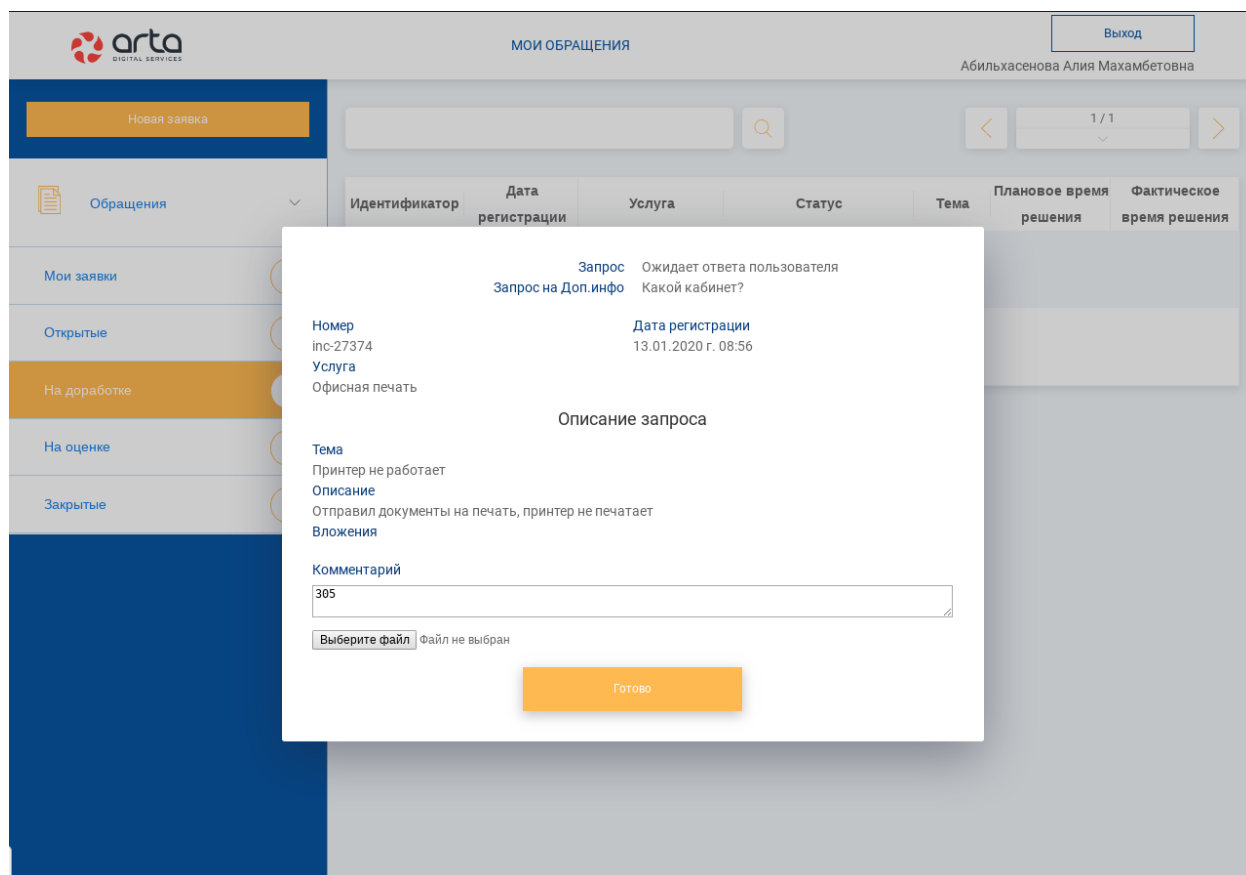 arta
DIGITAL SERVICES
МОИ ОБРАЩЕНИЯ
Выход
Абильхасенова Алия Махамбетовна
Новая заявка
1 / 1
Обращения
Идентификатор
Дата регистрации
Услуга
Статус
Тема
Плановое время решения
Фактическое время решения
Мои заявки
Открытые
На доработке
На оценке
Закрытые
Запрос Ожидает ответа пользователя
Запрос на Доп.инфо Какой кабинет?
Номер Дата регистрации
inc-27374 13.01.2020 г. 08:56
Услуга
Офисная печать
Описание запроса
Тема
Принтер не работает
Описание
Отправил документы на печать, принтер не печатает
Вложения
Комментарий
305
Выберите файл Файл не выбран
Готово